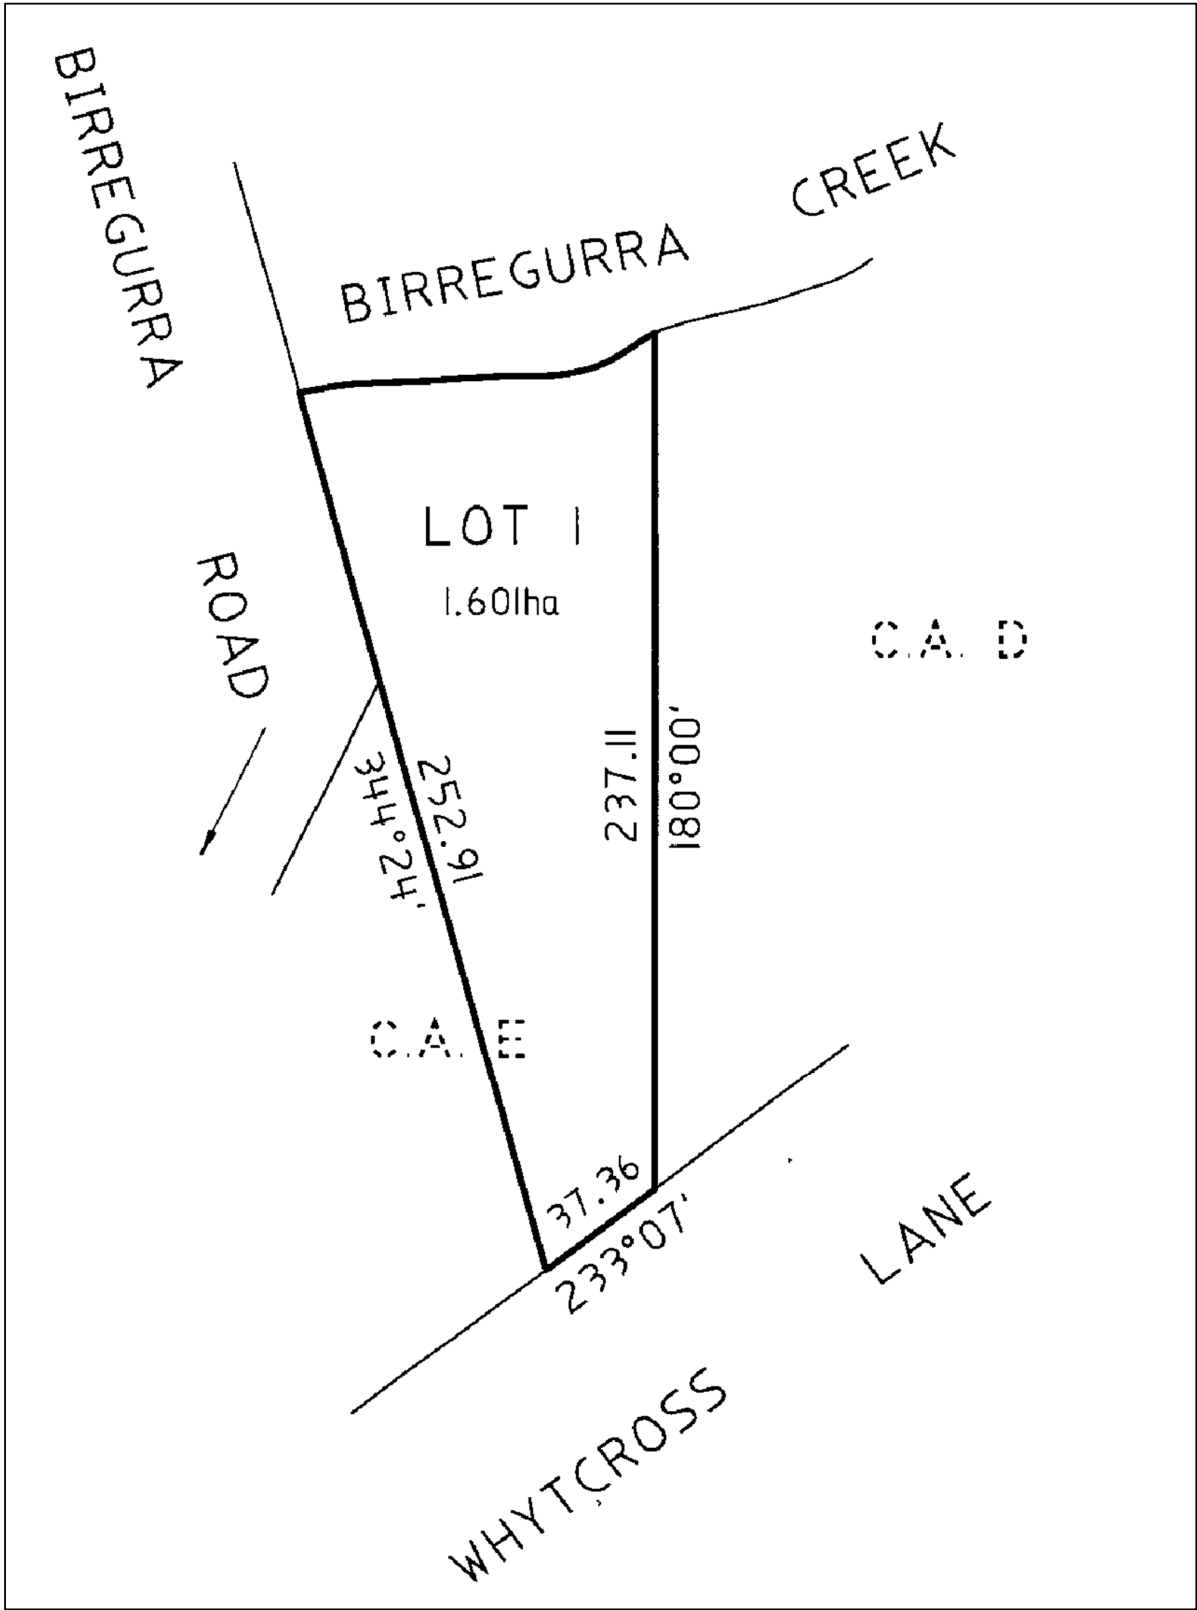 BIRREGURRA ROAD
BIRREGURRA CREEK
LOT 1
1.601ha
C.A. D
237.11
180°00'
252.91
344°24'
C.A. E
37.36
233°07'
WHYTCROSS LANE